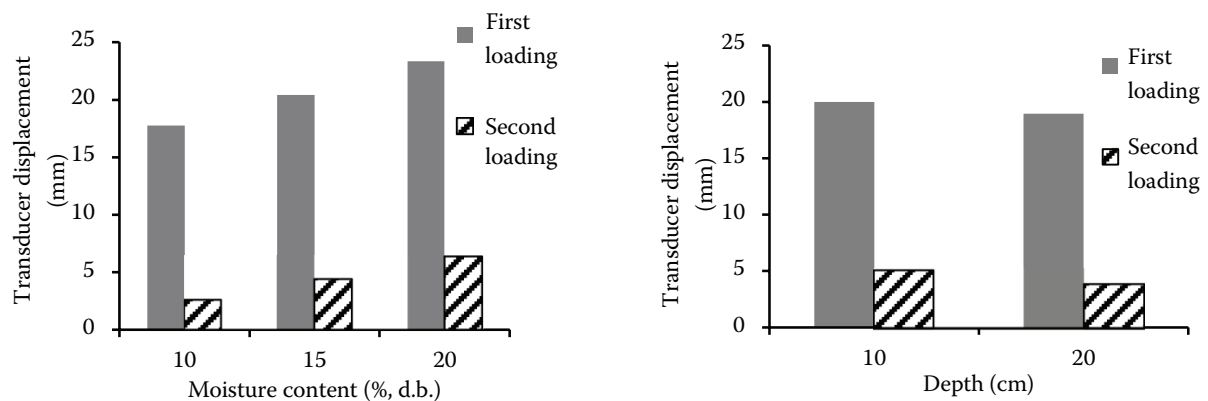 First
loading
Second
loading
Transducer displacement
(mm)
25
20
15
10
5
0
10 15 20
Moisture content (%, d.b.)
First
loading
Second
loading
Transducer displacement
(mm)
25
20
15
10
5
0
10 20
Depth (cm)